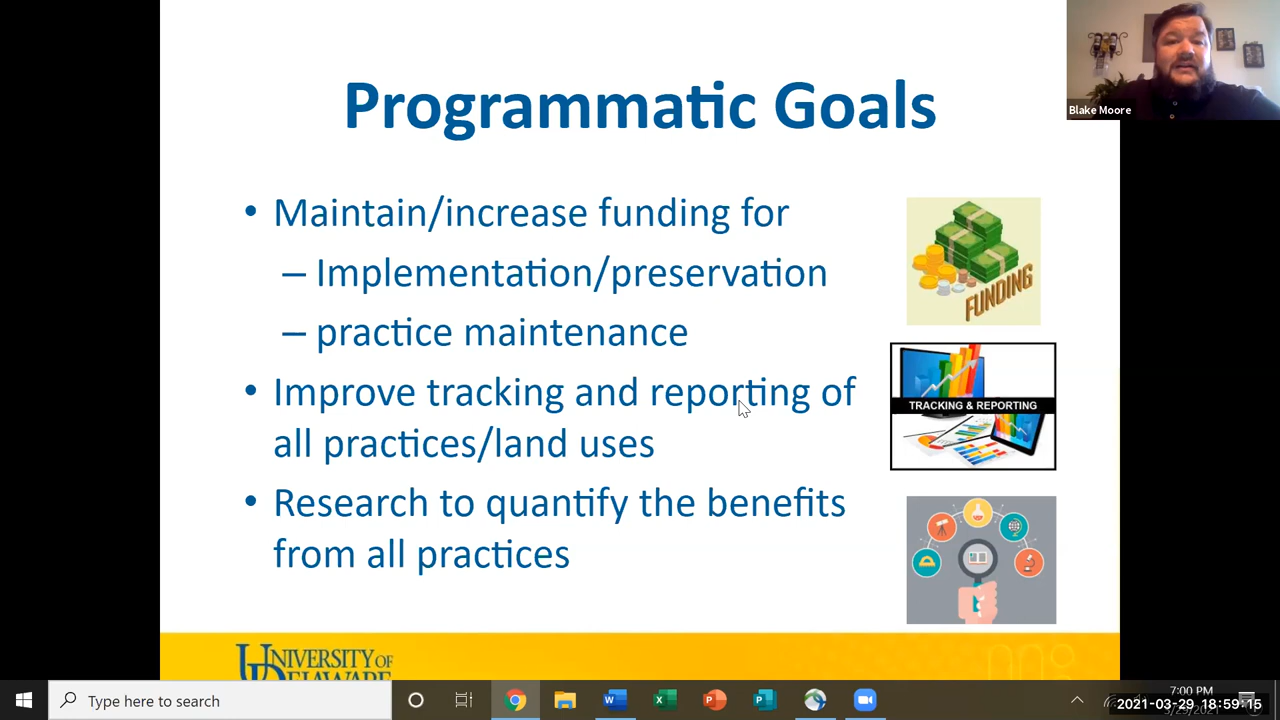 Programmatic Goals
Blake Moore
• Maintain/increase funding for
– Implementation/preservation
– practice maintenance
• Improve tracking and reporting of
all practices/land uses
• Research to quantify the benefits
from all practices
FUNDING
TRACKING & REPORTING
UNIVERSITY OF
DELAWARE
Type here to search
7:00 PM
2021-03-29 18:59:15